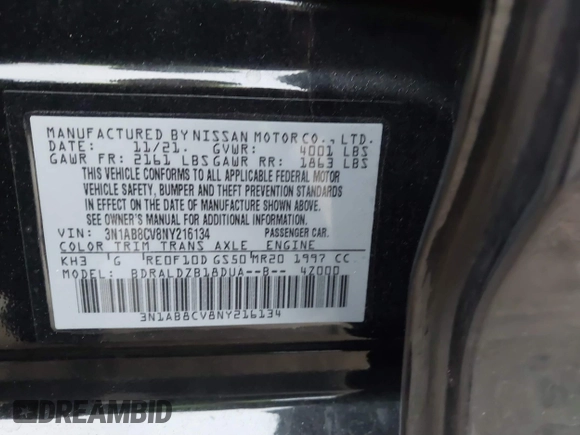 MANUFACTURED BY NISSAN MOTOR CO., LTD.
DATE: 11/21. GVWR: 4001 LBS
GAWR FR: 2161 LBS GAWR RR: 1863 LBS
THIS VEHICLE CONFORMS TO ALL APPLICABLE FEDERAL MOTOR
VEHICLE SAFETY, BUMPER AND THEFT PREVENTION STANDARDS
IN EFFECT ON THE DATE OF MANUFACTURE SHOWN ABOVE.
SEE OWNER'S MANUAL FOR ADDITIONAL INFORMATION.
VIN: 3N1AB8CV8NY216134 PASSENGER CAR.
COLOR TRIM TRANS AXLE ENGINE
KH3 'G RE0F10D GS50 MR20 1997 CC
MODEL: BDRALDZB18DUA--B-- 4Z000
3N1AB8CV8NY216134
DREAMBID